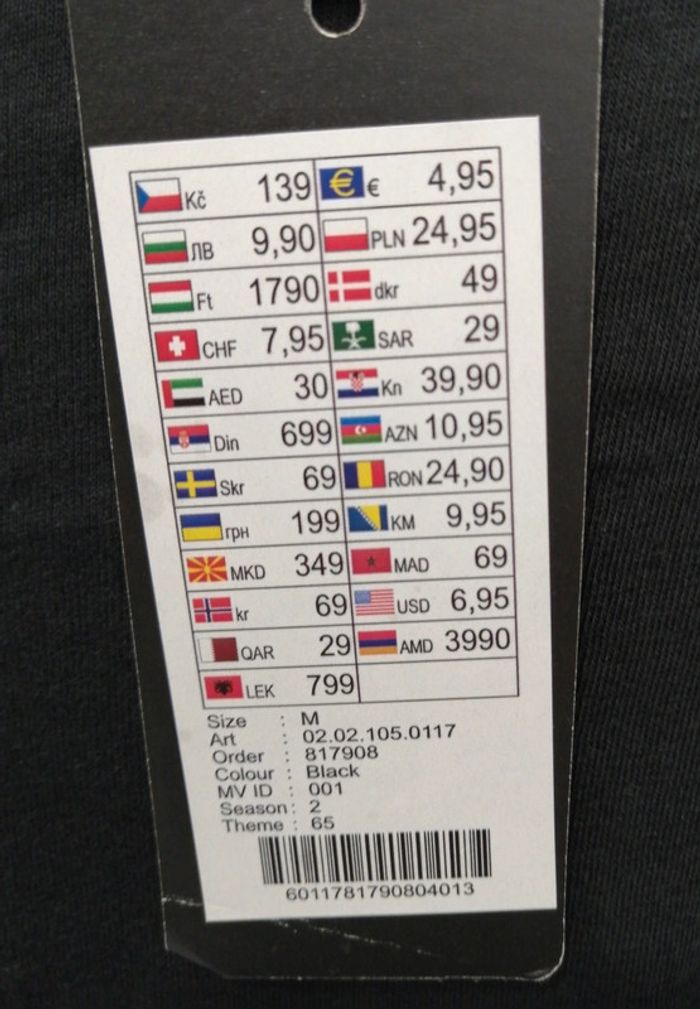 Kč 139 € 4,95
ЛВ 9,90 PLN 24,95
Ft 1790 dkr 49
CHF 7,95 SAR 29
AED 30 Kn 39,90
Din 699 AZN 10,95
Skr 69 RON 24,90
грн 199 KM 9,95
MKD 349 MAD 69
kr 69 USD 6,95
QAR 29 AMD 3990
LEK 799
Size : M
Art : 02.02.105.0117
Order : 817908
Colour : Black
MV ID : 001
Season : 2
Theme : 65
6011781790804013